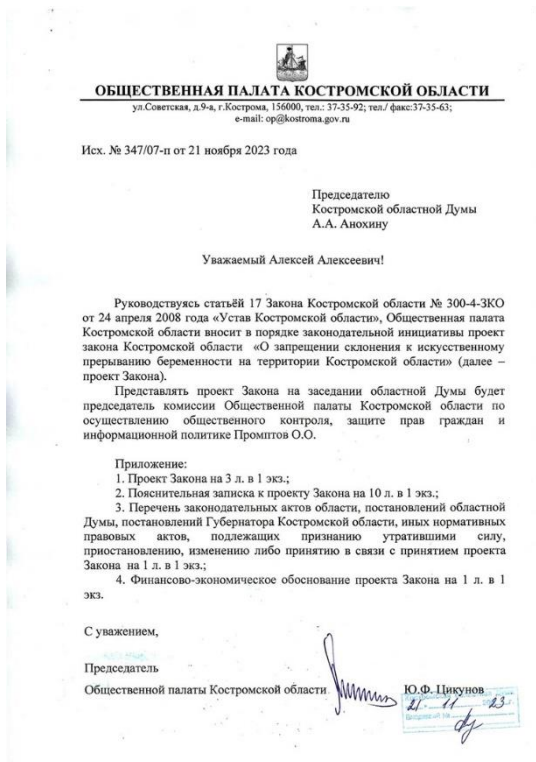 ОБЩЕСТВЕННАЯ ПАЛАТА КОСТРОМСКОЙ ОБЛАСТИ
ул.Советская, д.9-а, г.Кострома, 156000, тел.: 37-35-92; тел./ факс:37-35-63;
e-mail: op@kostroma.gov.ru
Исх. № 347/07-п от 21 ноября 2023 года
Председателю
Костромской областной Думы
А.А. Анохину
Уважаемый Алексей Алексеевич!
Руководствуясь статьёй 17 Закона Костромской области № 300-4-ЗКО
от 24 апреля 2008 года «Устав Костромской области», Общественная палата
Костромской области вносит в порядке законодательной инициативы проект
закона Костромской области «О запрещении склонения к искусственному
прерыванию беременности на территории Костромской области» (далее –
проект Закона).
Представлять проект Закона на заседании областной Думы будет
председатель комиссии Общественной палаты Костромской области по
осуществлению общественного контроля, защите прав граждан и
информационной политике Промптов О.О.
Приложение:
1. Проект Закона на 3 л. в 1 экз.;
2. Пояснительная записка к проекту Закона на 10 л. в 1 экз.;
3. Перечень законодательных актов области, постановлений областной
Думы, постановлений Губернатора Костромской области, иных нормативных
правовых актов, подлежащих признанию утратившими силу,
приостановлению, изменению либо принятию в связи с принятием проекта
Закона на 1 л. в 1 экз.;
4. Финансово-экономическое обоснование проекта Закона на 1 л. в 1
экз.
С уважением,
Председатель
Общественной палаты Костромской области Ю.Ф. Цикунов
21 11 23